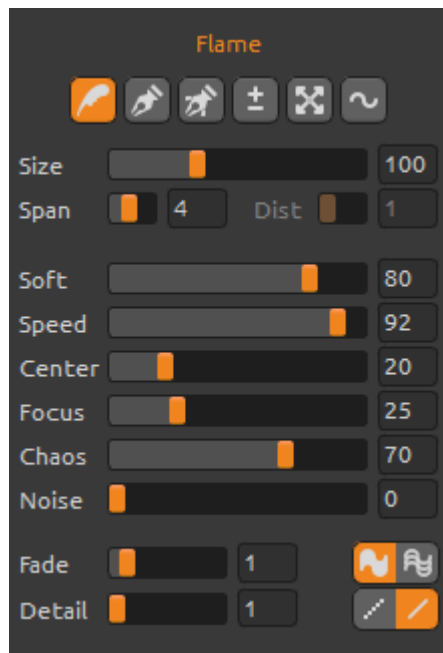 Flame
Size 100
Span 4 Dist 1
Soft 80
Speed 92
Center 20
Focus 25
Chaos 70
Noise 0
Fade 1
Detail 1